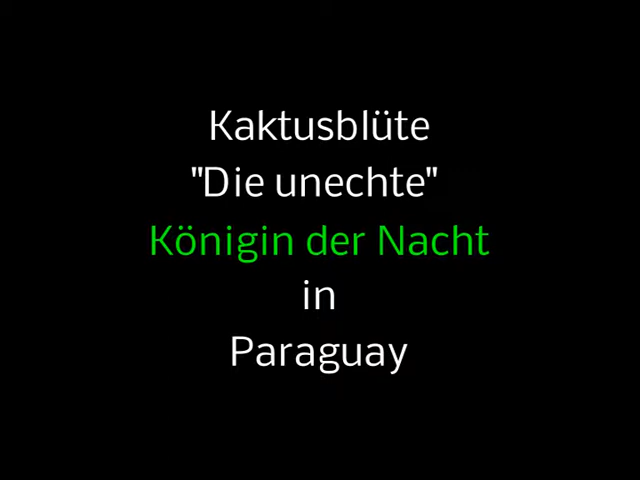 Kaktusblüte
"Die unechte"
Königin der Nacht
in
Paraguay